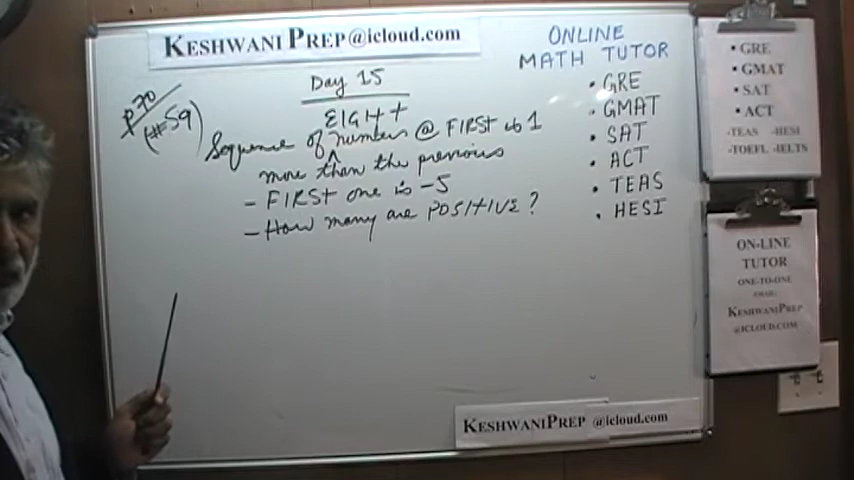 KESHWANI PREP@icloud.com
Day 15
P 70
(#59)
EIGHT
Sequence of numbers @ FIRST is 1
more than the previous
- FIRST one is -5
- How many are POSITIVE?
ONLINE
MATH TUTOR
• GRE
• GMAT
• SAT
• ACT
• TEAS
• HESI
• GRE
• GMAT
• SAT
• ACT
-TEAS -HESI
-TOEFL -IELTS
ON-LINE
TUTOR
ONE-TO-ONE
EMAIL:
KESHWANIPREP
@ICLOUD.COM
KESHWANIPREP @icloud.com